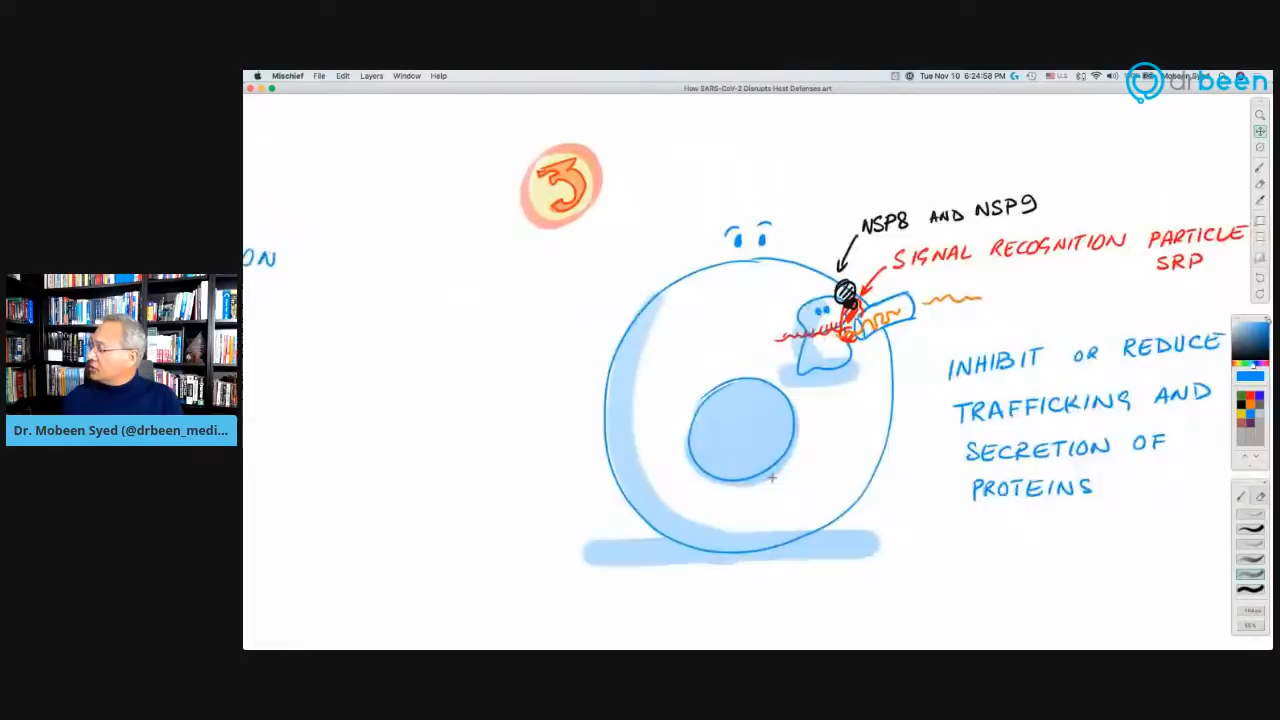 drbeen
Mischief File Edit Layers Window Help
Tue Nov 10 6:24:58 PM
Mobeen Syed
How SARS-CoV-2 Disrupts Host Defenses.art
3
NSP8 AND NSP9
SIGNAL RECOGNITION PARTICLE
SRP
ON
INHIBIT OR REDUCE
TRAFFICKING AND
SECRETION OF
PROTEINS
Dr. Mobeen Syed (@drbeen_medi...